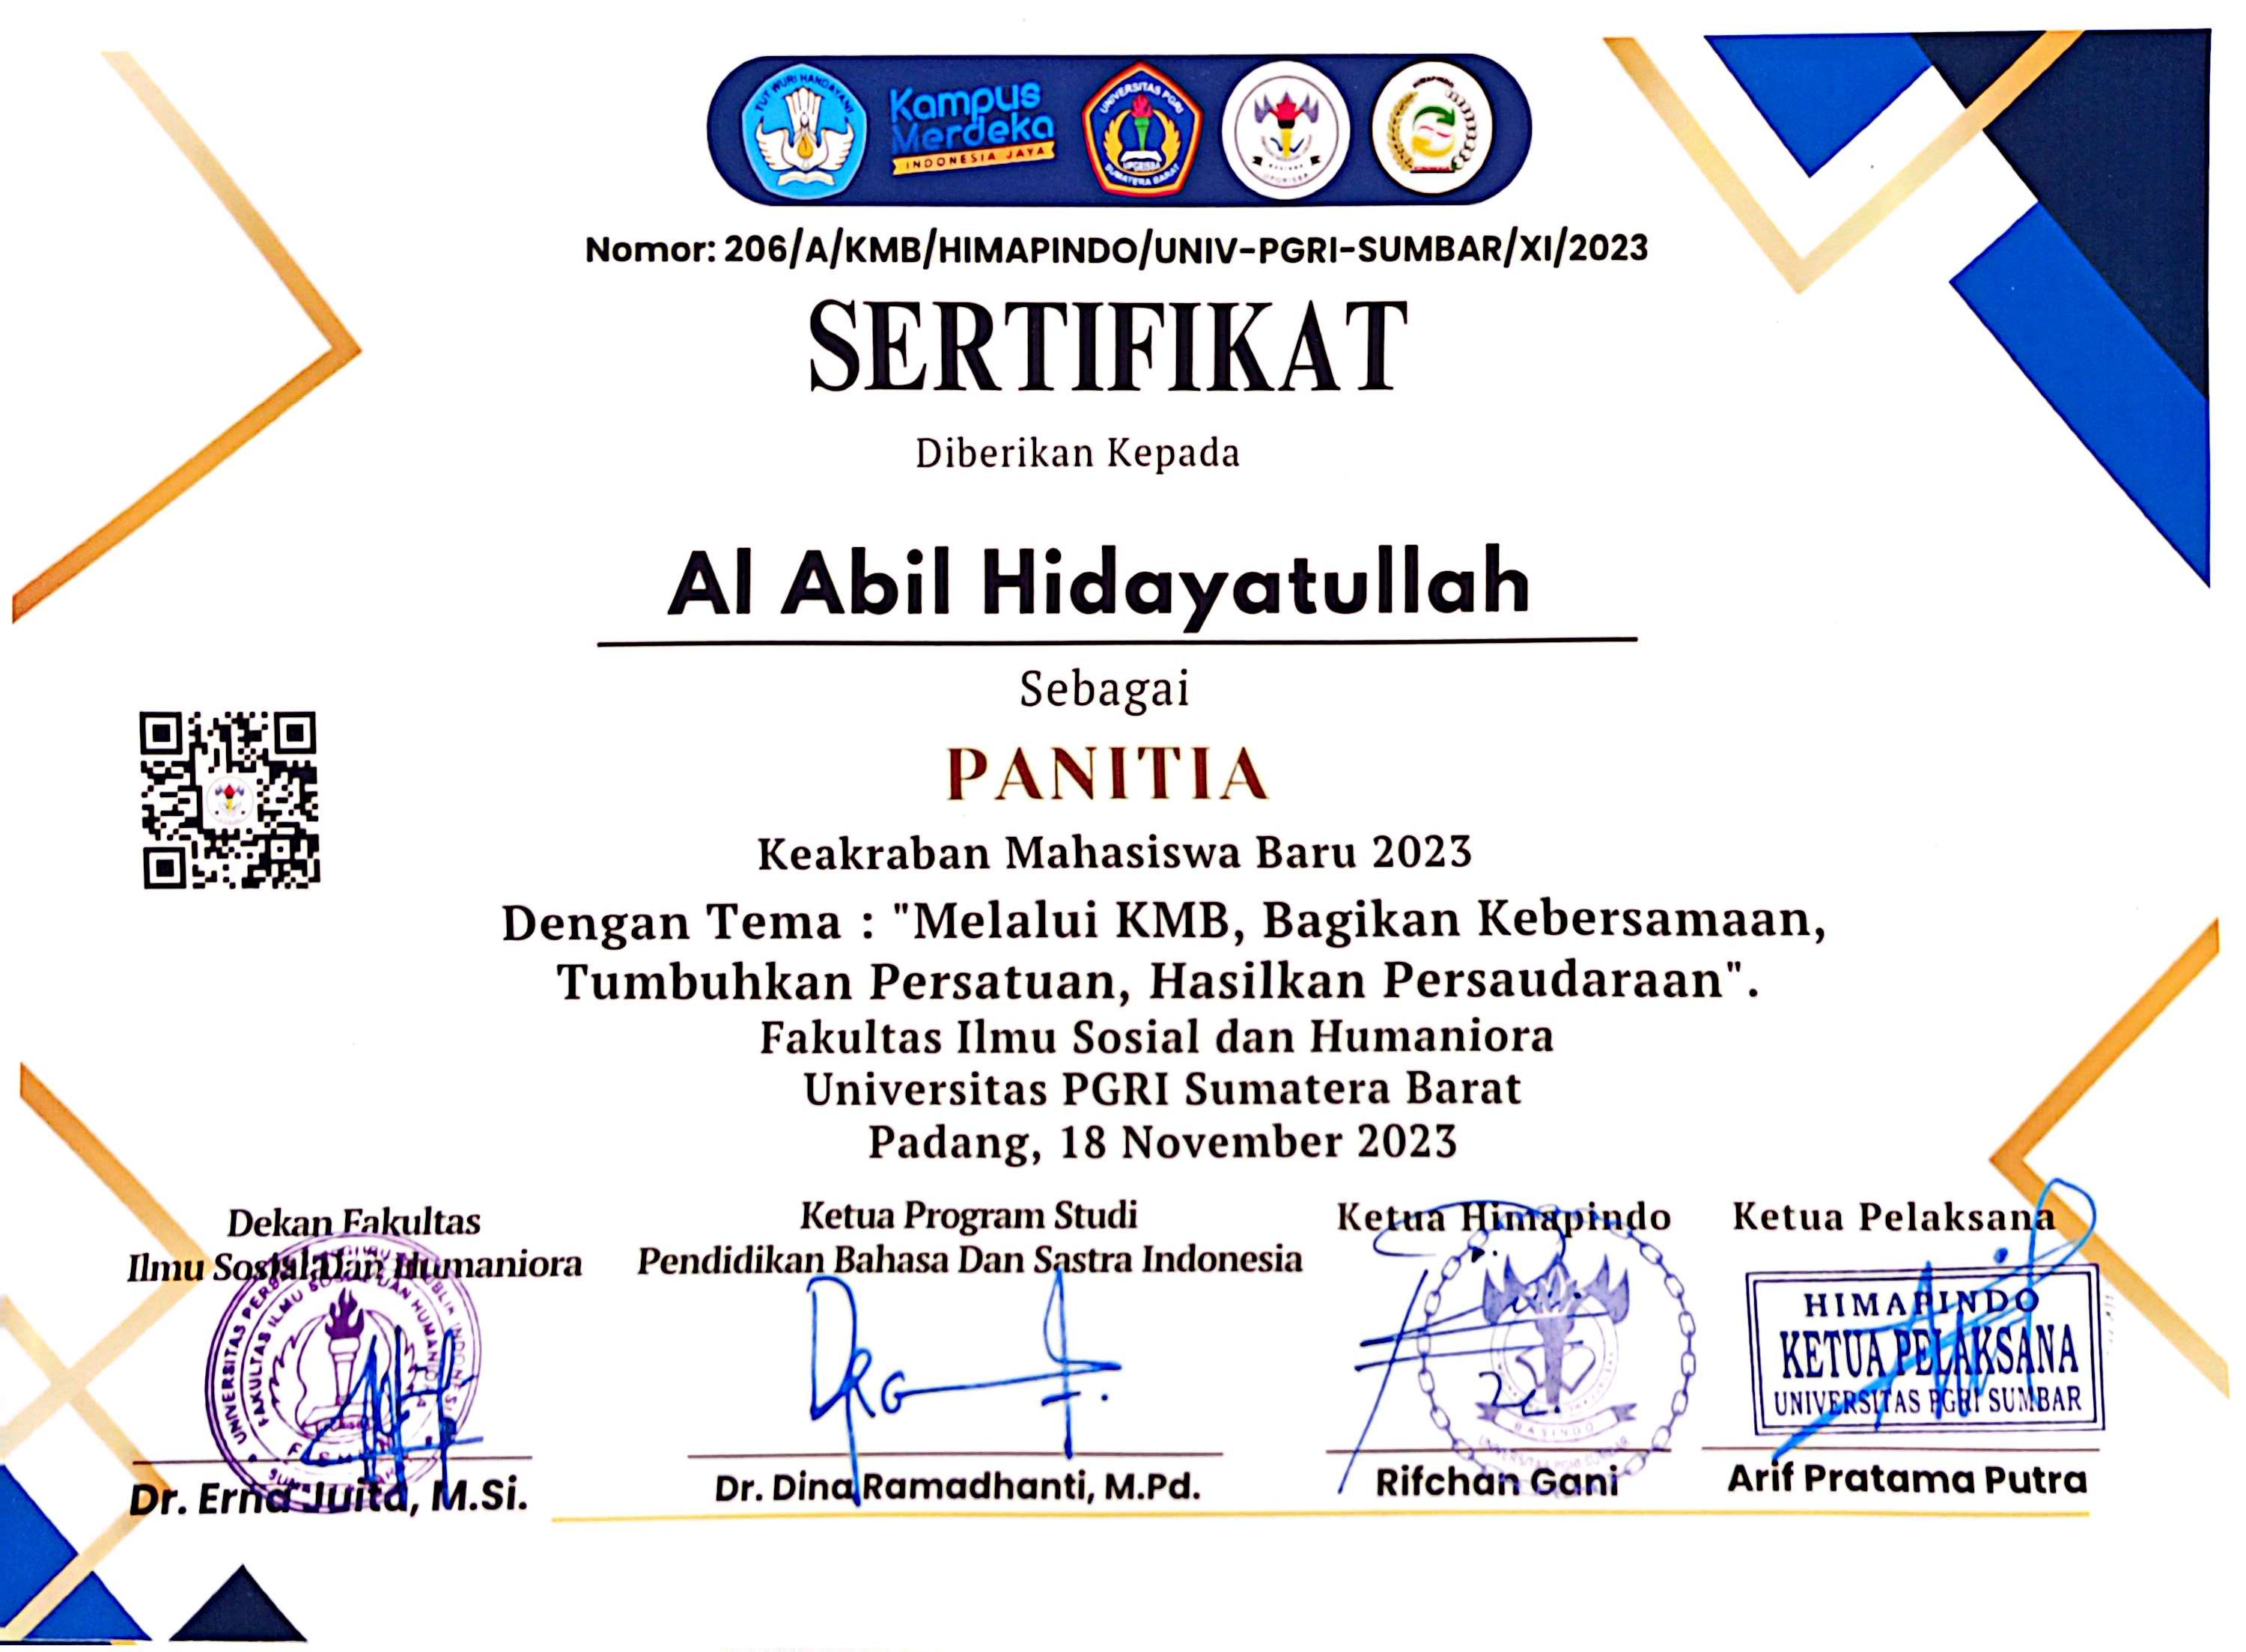 TUT WURI HANDAYANI
Kampus
Merdeka
INDONESIA JAYA
UNIVERSITAS PGRI
UPGRISBA
SUMATERA BARAT
Nomor: 206/A/KMB/HIMAPINDO/UNIV-PGRI-SUMBAR/XI/2023
SERTIFIKAT
Diberikan Kepada
Al Abil Hidayatullah
Sebagai
PANITIA
Keakraban Mahasiswa Baru 2023
Dengan Tema : "Melalui KMB, Bagikan Kebersamaan,
Tumbuhkan Persatuan, Hasilkan Persaudaraan".
Fakultas Ilmu Sosial dan Humaniora
Universitas PGRI Sumatera Barat
Padang, 18 November 2023
Dekan Fakultas
Ilmu Sosial Dan Humaniora
Dr. Erna Juita, M.Si.
Ketua Program Studi
Pendidikan Bahasa Dan Sastra Indonesia
Dr. Dina Ramadhanti, M.Pd.
Ketua Himapindo
BASINDO
Rifchan Gani
Ketua Pelaksana
HIMAPINDO
KETUA PELAKSANA
UNIVERSITAS PGRI SUMBAR
Arif Pratama Putra